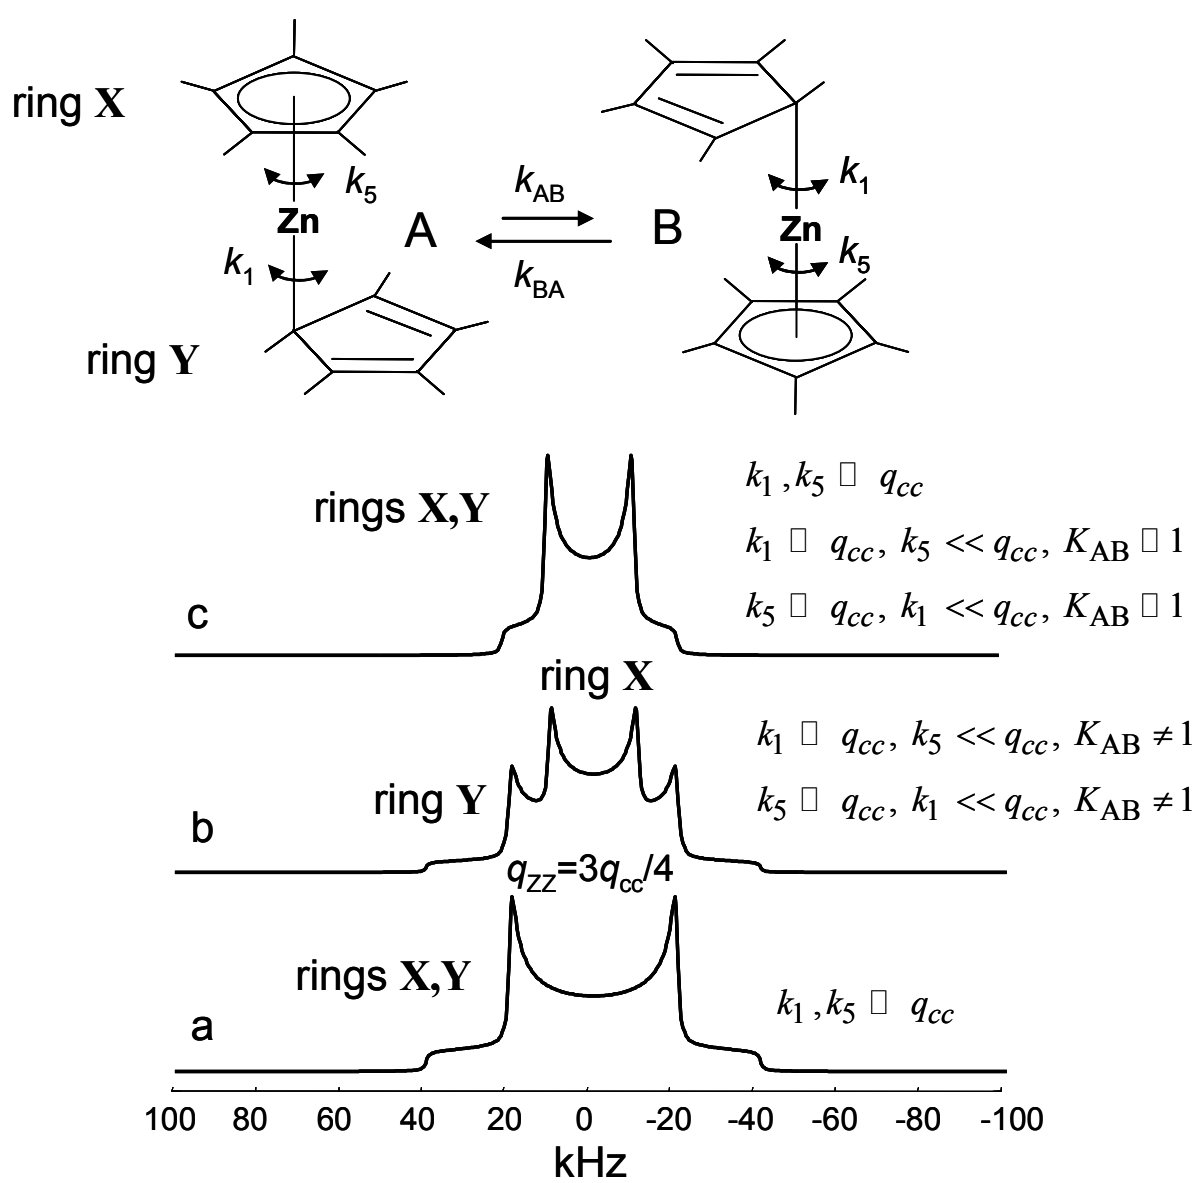 ring X
k5
k1
Zn
Zn
kAB
A
B
kBA
k1
k5
ring Y
rings X,Y
k1 ,k5 □ qcc
k1 □ qcc, k5 << qcc, KAB □ 1
c
k5 □ qcc, k1 << qcc, KAB □ 1
ring X
k1 □ qcc, k5 << qcc, KAB ≠ 1
ring Y
k5 □ qcc, k1 << qcc, KAB ≠ 1
b
qZZ=3qcc/4
rings X,Y
k1 ,k5 □ qcc
a
100 80 60 40 20 0 -20 -40 -60 -80 -100
kHz